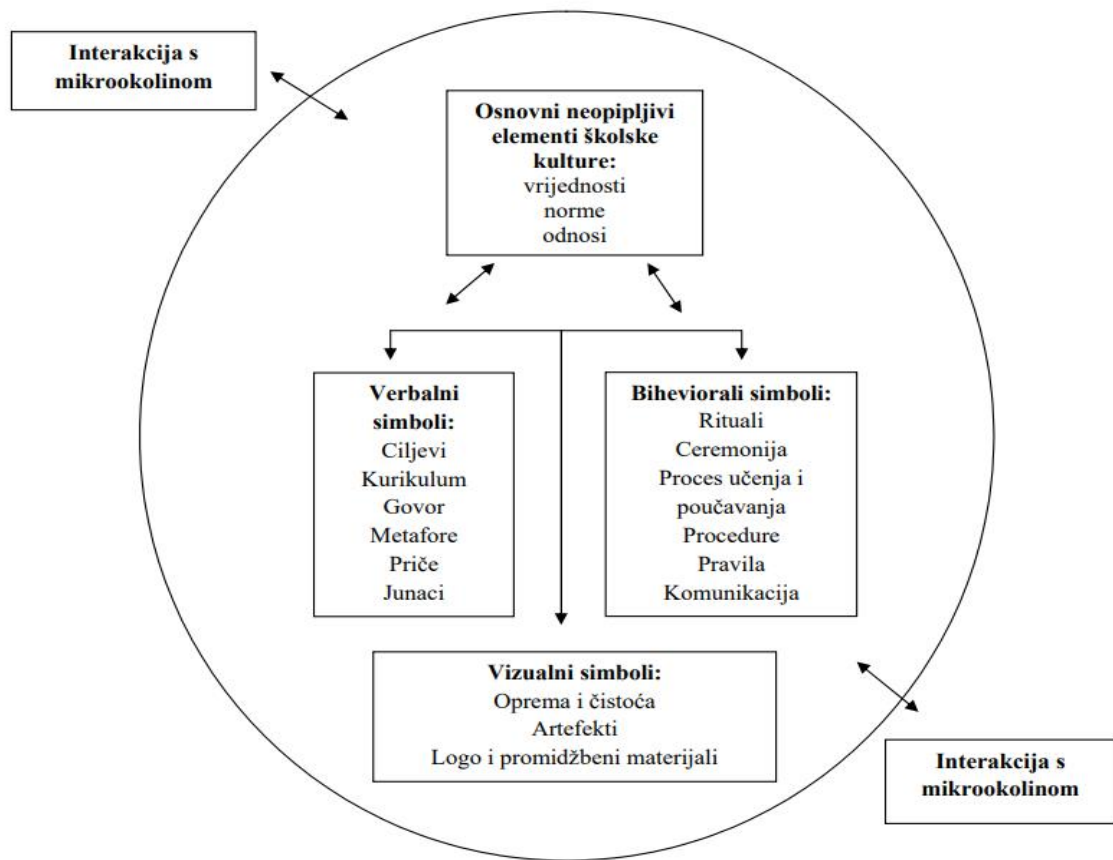 Interakcija s
mikrookolinom
Osnovni neopipljivi
elementi školske
kulture:
vrijednosti
norme
odnosi
Verbalni
simboli:
Ciljevi
Kurikulum
Govor
Metafore
Priče
Junaci
Biheviorali simboli:
Rituali
Ceremonija
Proces učenja i
poučavanja
Procedure
Pravila
Komunikacija
Vizualni simboli:
Oprema i čistoća
Artefekti
Logo i promidžbeni materijali
Interakcija s
mikrookolinom